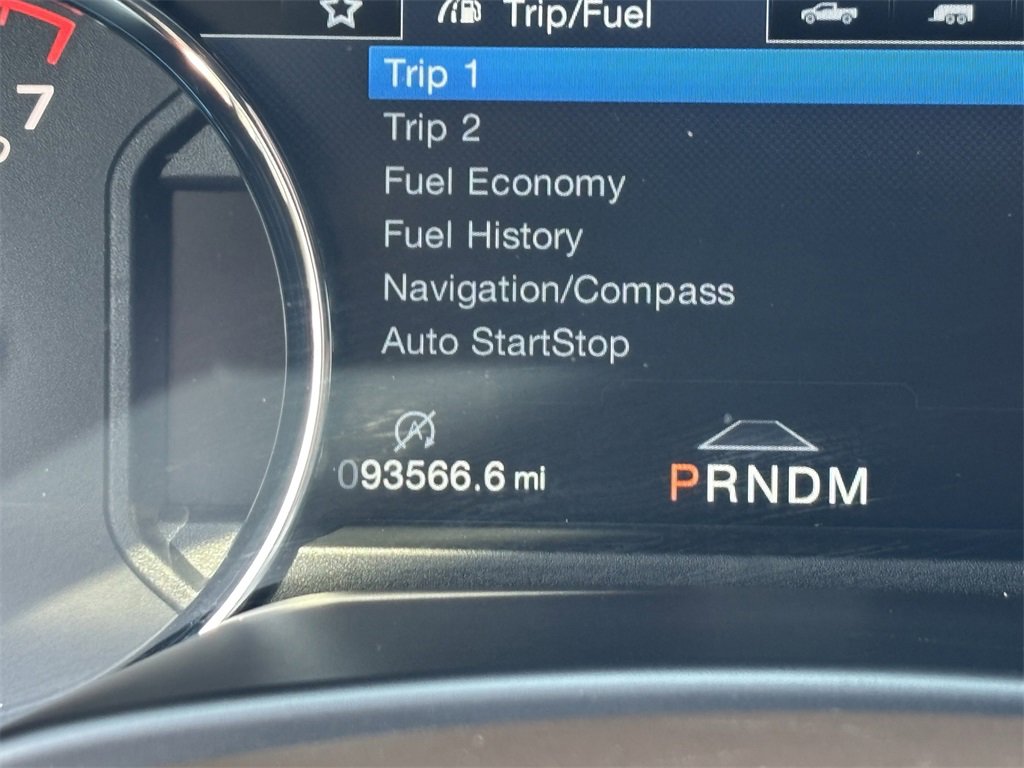 Trip/Fuel
7
Trip 1
Trip 2
Fuel Economy
Fuel History
Navigation/Compass
Auto StartStop
A
093566.6 mi
PRNDM